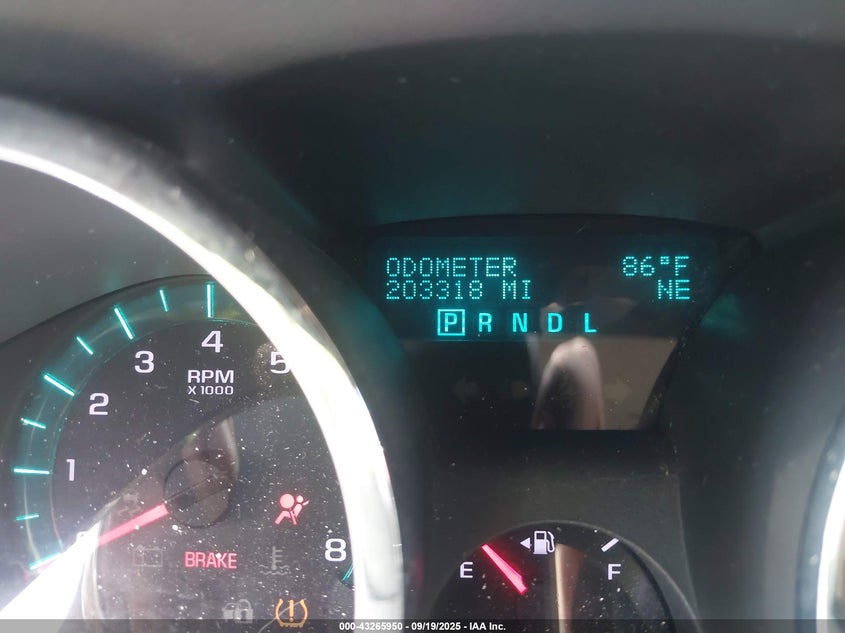 ODOMETER 86°F
203318 MI NE
P R N D L
1 2 3 4 5
RPM
X 1000
BRAKE
8
E F
000-43265950 - 09/19/2025 - IAA Inc.